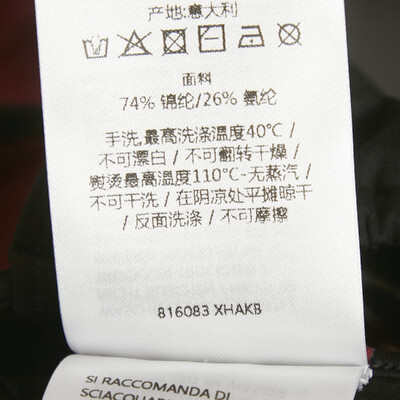 产地:意大利
面料
74% 锦纶/26% 氨纶
手洗,最高洗涤温度40℃ /
不可漂白 / 不可翻转干燥 /
熨烫最高温度110℃-无蒸汽 /
不可干洗 / 在阴凉处平摊晾干
/ 反面洗涤 / 不可摩擦
816083 XHAKB
SI RACCOMANDA DI